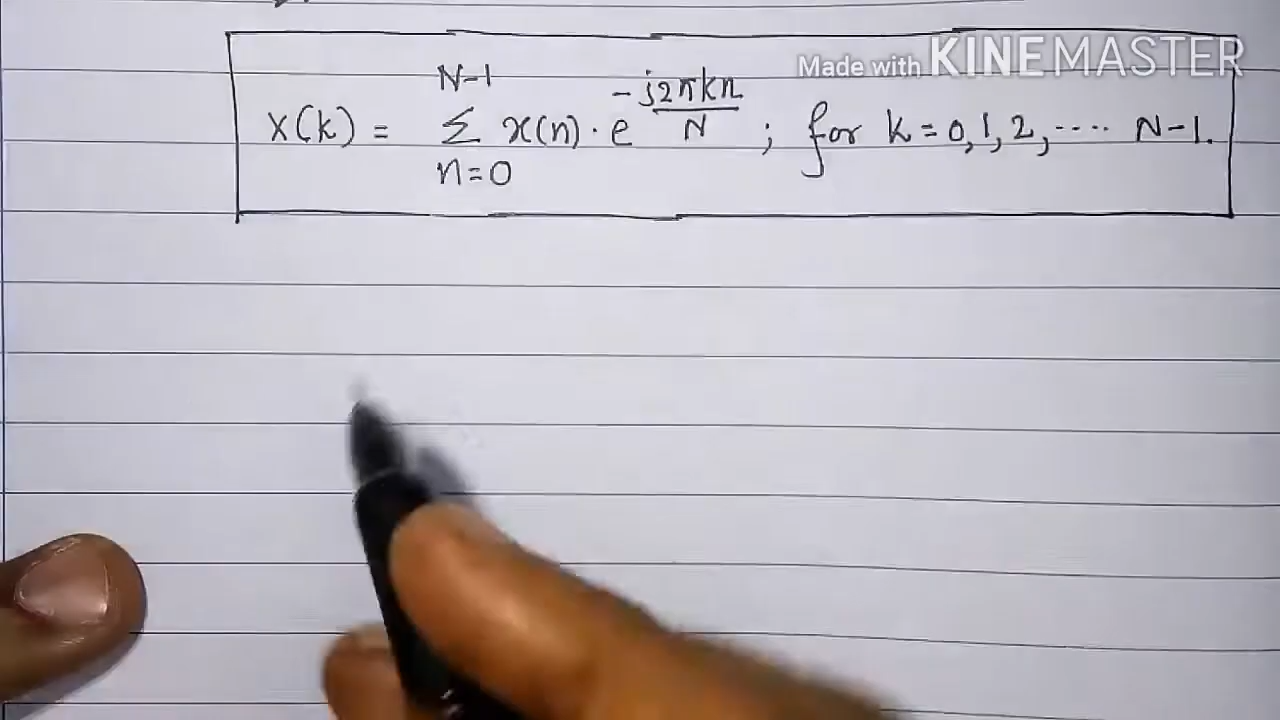 Made with KINEMASTER
X(k) = N-1 Σ n=0 x(n) · e -j2πkn/N ; for k=0,1,2,···· N-1.